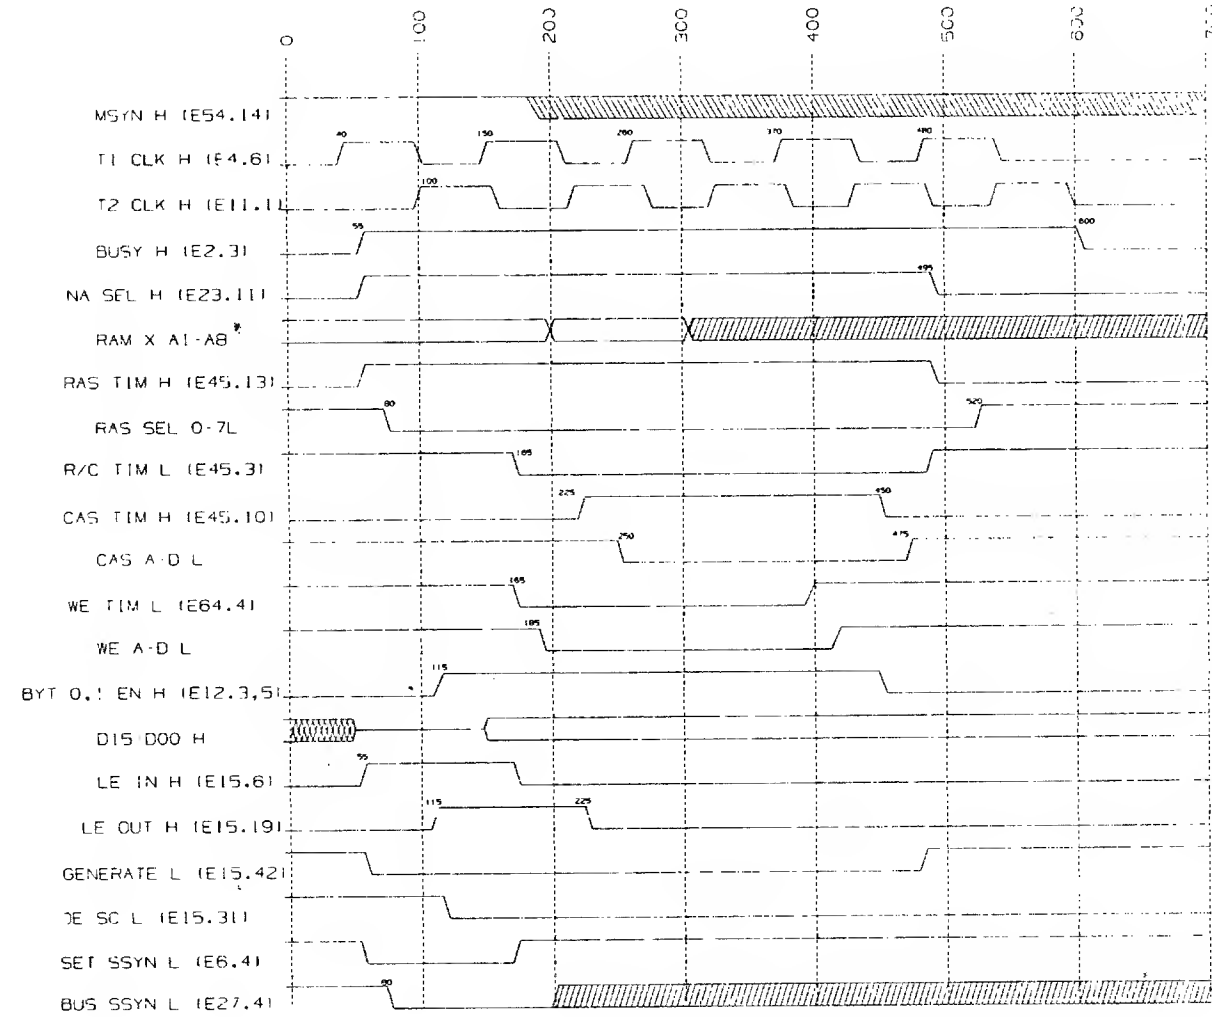 0 100 200 300 400 500 600
MSYN H (E54.14)
40 150 260 370 480
T1 CLK H (E4.6)
100
T2 CLK H (E11.1)
55 600
BUSY H (E2.3)
495
NA SEL H (E23.11)
RAM X A1-A8*
RAS TIM H (E45.13)
80 520
RAS SEL 0-7L
165
R/C TIM L (E45.3)
225 450
CAS TIM H (E45.10)
250 475
CAS A-D L
165
WE TIM L (E64.4)
185
WE A-D L
115
BYT 0,1 EN H (E12.3,5)
D15 D00 H
55
LE IN H (E15.6)
115 225
LE OUT H (E15.19)
GENERATE L (E15.42)
SC L (E15.31)
SET SSYN L (E6.4)
80
BUS SSYN L (E27.4)